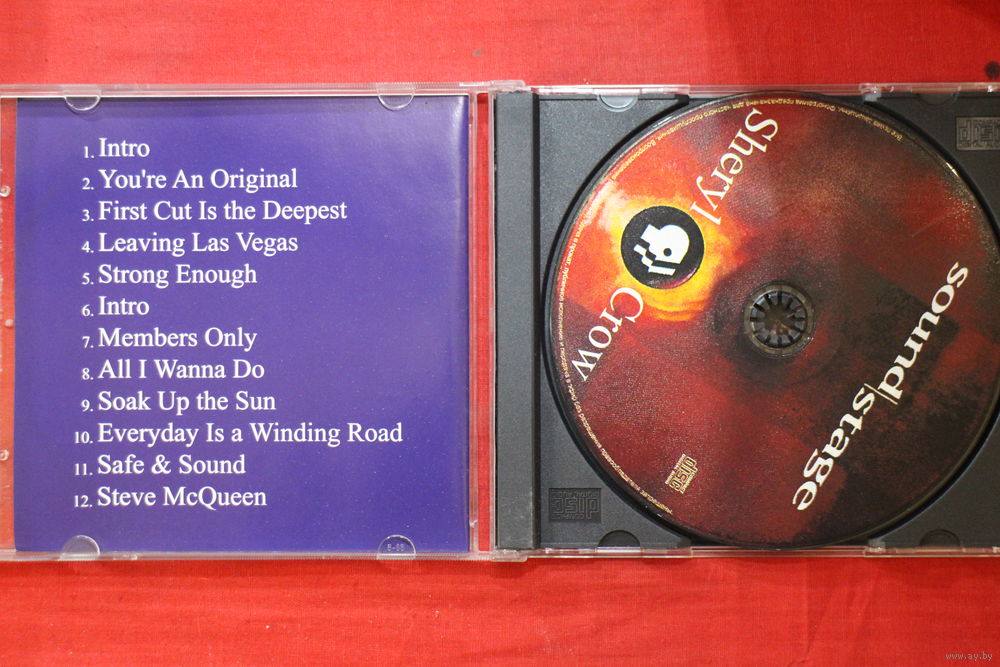 1. Intro
2. You're An Original
3. First Cut Is the Deepest
4. Leaving Las Vegas
5. Strong Enough
6. Intro
7. Members Only
8. All I Wanna Do
9. Soak Up the Sun
10. Everyday Is a Winding Road
11. Safe & Sound
12. Steve McQueen
Sheryl Crow
sound|stage
disc
www.ay.by